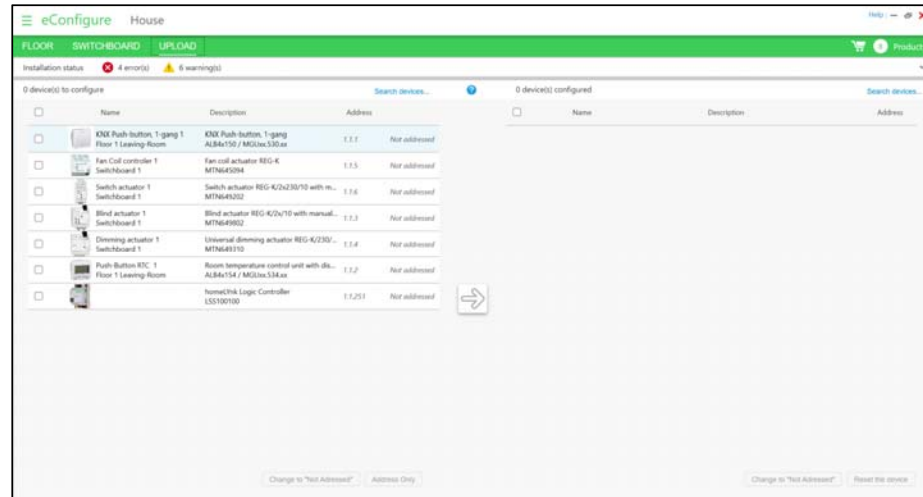 eConfigure House
Help
FLOOR SWITCHBOARD UPLOAD
0 Product
Installation status 4 error(s) 6 warning(s)
0 device(s) to configure Search devices...
Name Description Address
KNX Push-button, 1-gang 1 KNX Push-button, 1-gang 1.1.1 Not addressed
Floor 1 Leaving-Room ALB4x150 / MGUxx.530.xx
Fan Coil controler 1 Fan coil actuator REG-K 1.1.5 Not addressed
Switchboard 1 MTN645094
Switch actuator 1 Switch actuator REG-K/2x230/10 with m... 1.1.6 Not addressed
Switchboard 1 MTN649202
Blind actuator 1 Blind actuator REG-K/2x/10 with manual... 1.1.3 Not addressed
Switchboard 1 MTN649802
Dimming actuator 1 Universal dimming actuator REG-K/230/... 1.1.4 Not addressed
Switchboard 1 MTN649310
Push-Button RTC 1 Room temperature control unit with dis... 1.1.2 Not addressed
Floor 1 Leaving-Room ALB4x154 / MGUxx.534.xx
homeLYnk Logic Controller 1.1.251 Not addressed
LSS100100
Change to "Not Adressed" Address Only
0 device(s) configured Search devices...
Name Description Address
Change to "Not Adressed" Reset the device